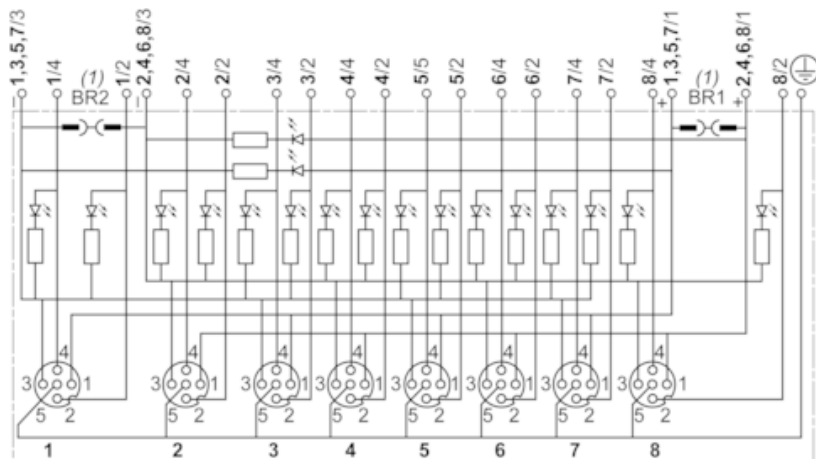 1,3,5,7/3 1/4 (1) 1/2 2,4,6,8/3 2/4 2/2 3/4 3/2 4/4 4/2 5/5 5/2 6/4 6/2 7/4 7/2 8/4 1,3,5,7/1 (1) 2,4,6,8/1 8/2
− BR2 − + BR1 +
4 4 4 4 4 4 4 4
3 1 3 1 3 1 3 1 3 1 3 1 3 1 3 1
5 2 5 2 5 2 5 2 5 2 5 2 5 2 5 2
1 2 3 4 5 6 7 8